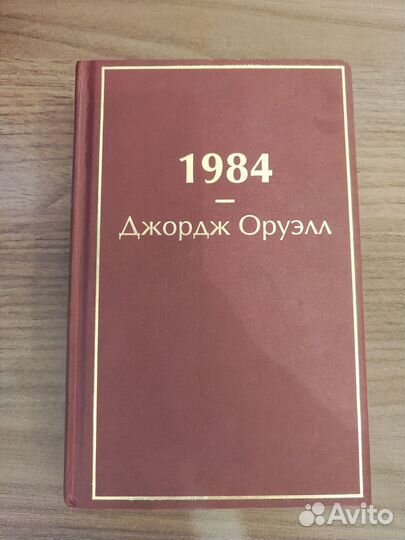 1984
—
Джордж Оруэлл
Avito